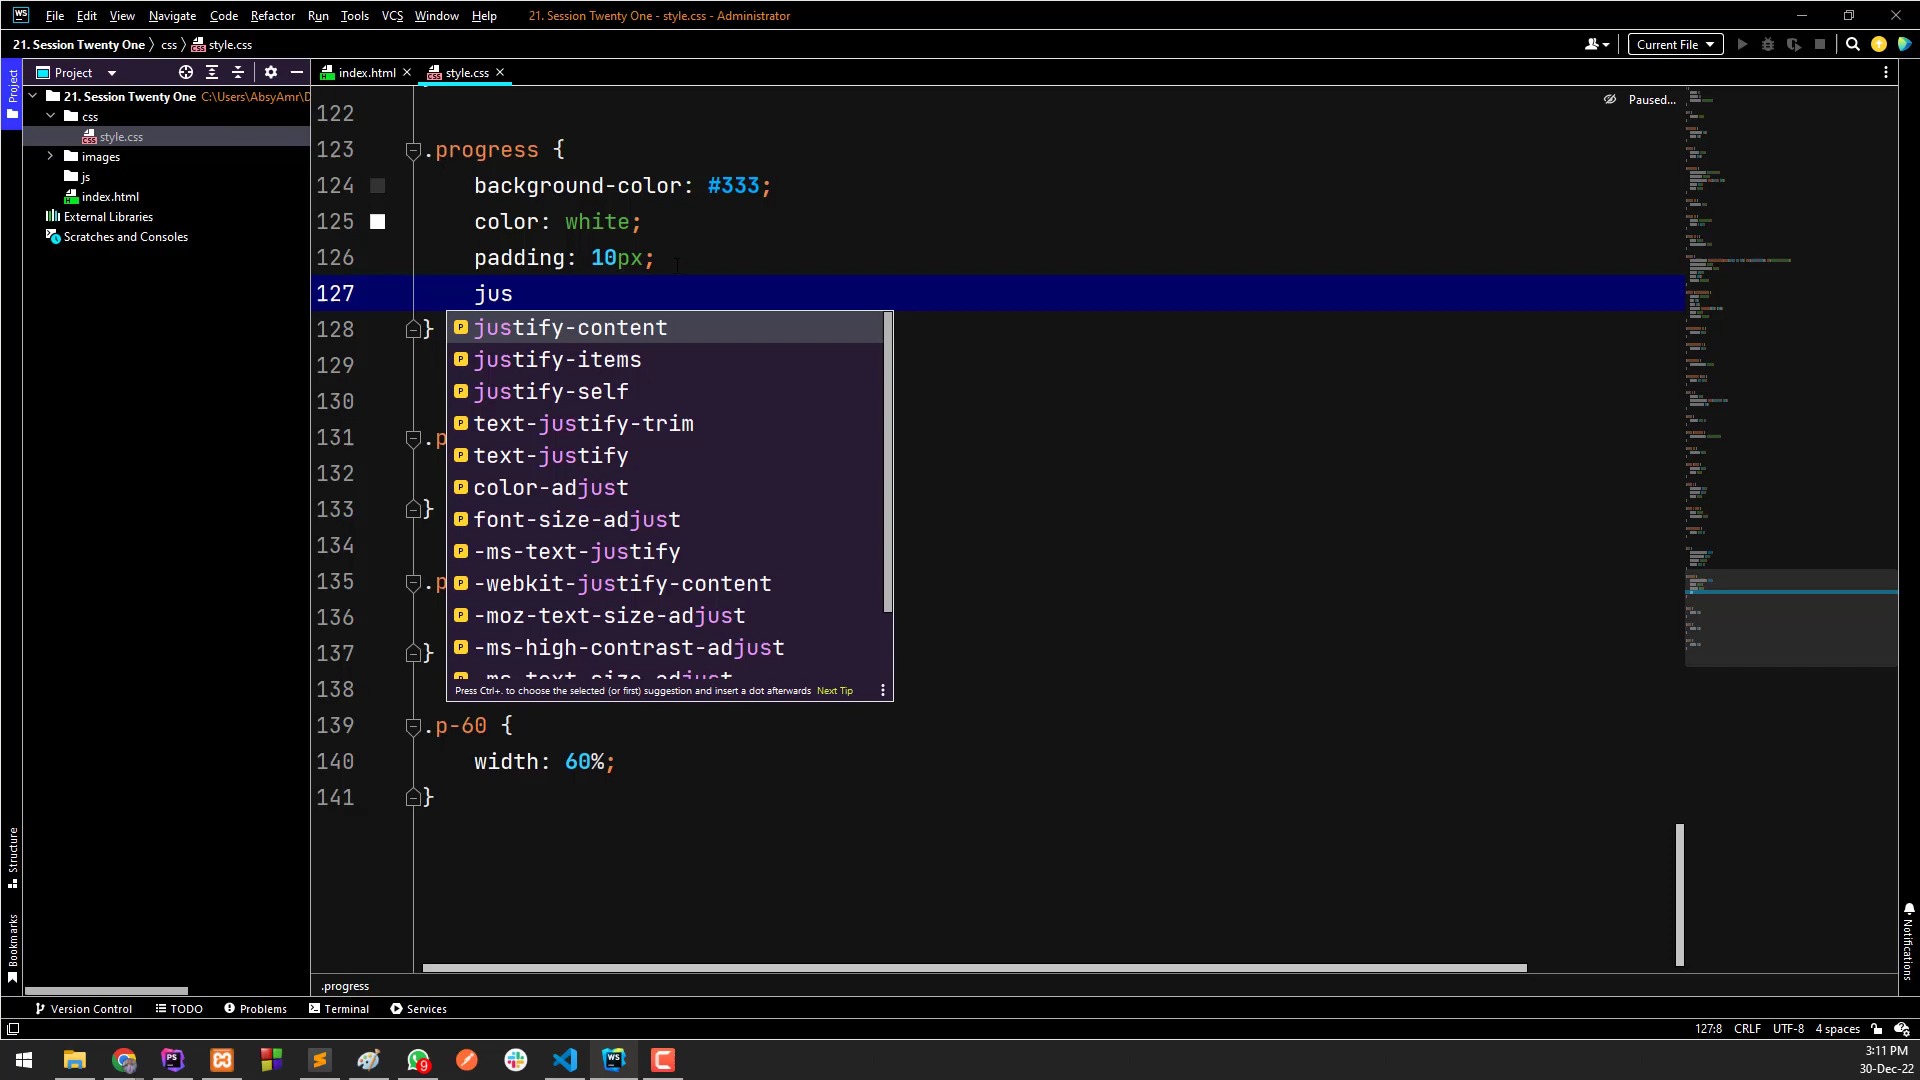 WS File Edit View Navigate Code Refactor Run Tools VCS Window Help 21. Session Twenty One - style.css - Administrator
21. Session Twenty One css style.css Current File
Project Project index.html style.css
21. Session Twenty One C:\Users\AbsyAmr\D
css
style.css
images
js
index.html
External Libraries
Scratches and Consoles
Paused...
122
123 .progress {
124 background-color: #333;
125 color: white;
126 padding: 10px;
127 jus
128 }
129
130
131 .p
132
133 }
134
135 .p
136
137 }
138
139 .p-60 {
140 width: 60%;
141 }
justify-content
justify-items
justify-self
text-justify-trim
text-justify
color-adjust
font-size-adjust
-ms-text-justify
-webkit-justify-content
-moz-text-size-adjust
-ms-high-contrast-adjust
-ms-text-size-adjust
Press Ctrl+. to choose the selected (or first) suggestion and insert a dot afterwards Next Tip
Structure
Bookmarks
Notifications
.progress
Version Control TODO Problems Terminal Services
127:8 CRLF UTF-8 4 spaces
3:11 PM
30-Dec-22